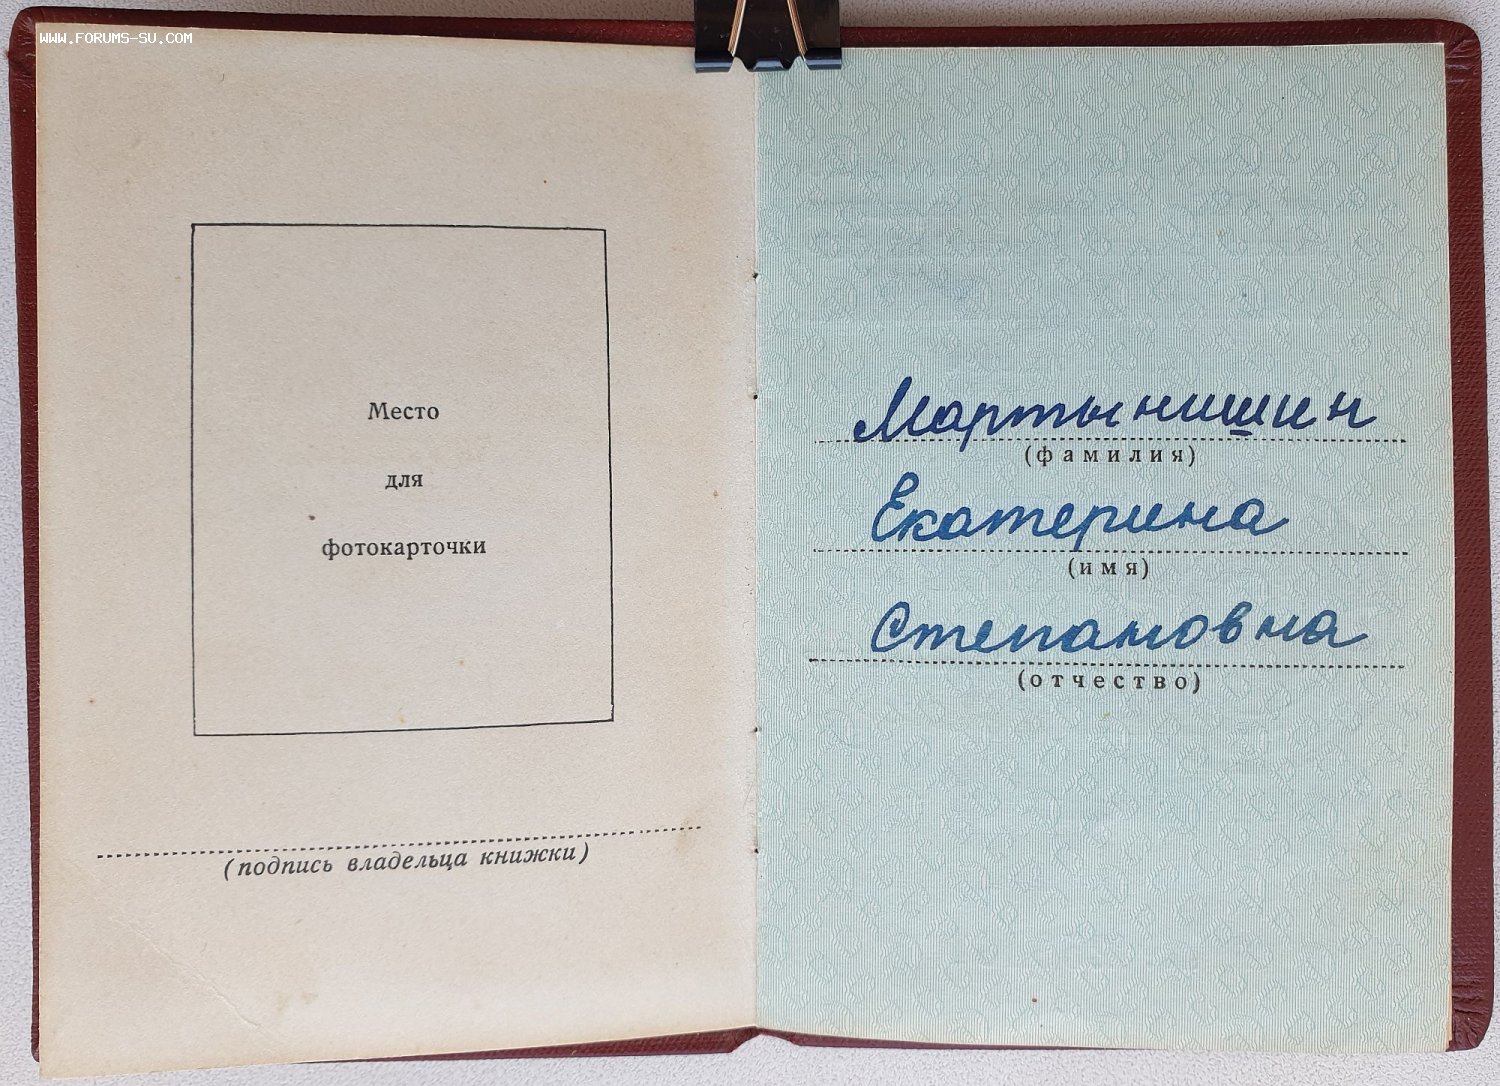 WWW.FORUMS-SU.COM
Место
для
фотокарточки
(подпись владельца книжки)
Мартынишин
(фамилия)
Екатерина
(имя)
Степановна
(отчество)